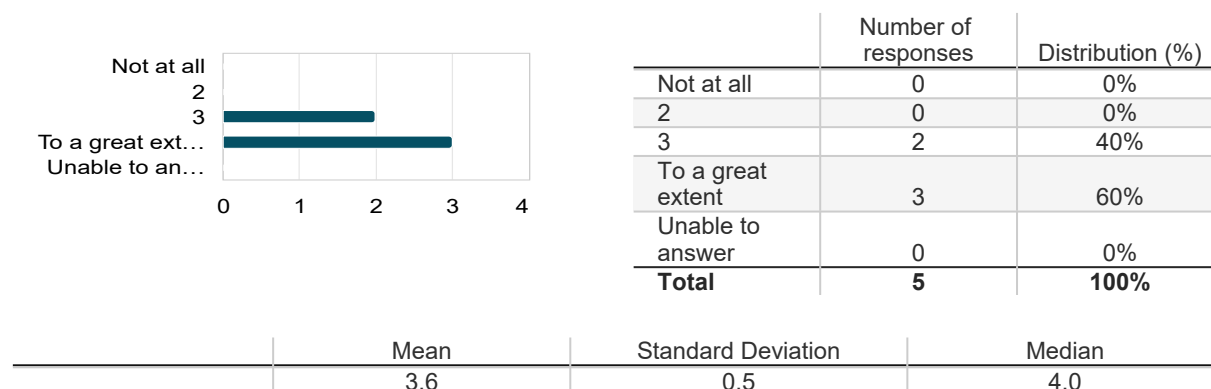 Not at all
2
3
To a great ext...
Unable to an...
0 1 2 3 4
Number of
responses Distribution (%)
Not at all 0 0%
2 0 0%
3 2 40%
To a great
extent 3 60%
Unable to
answer 0 0%
Total 5 100%
Mean Standard Deviation Median
3.6 0.5 4.0